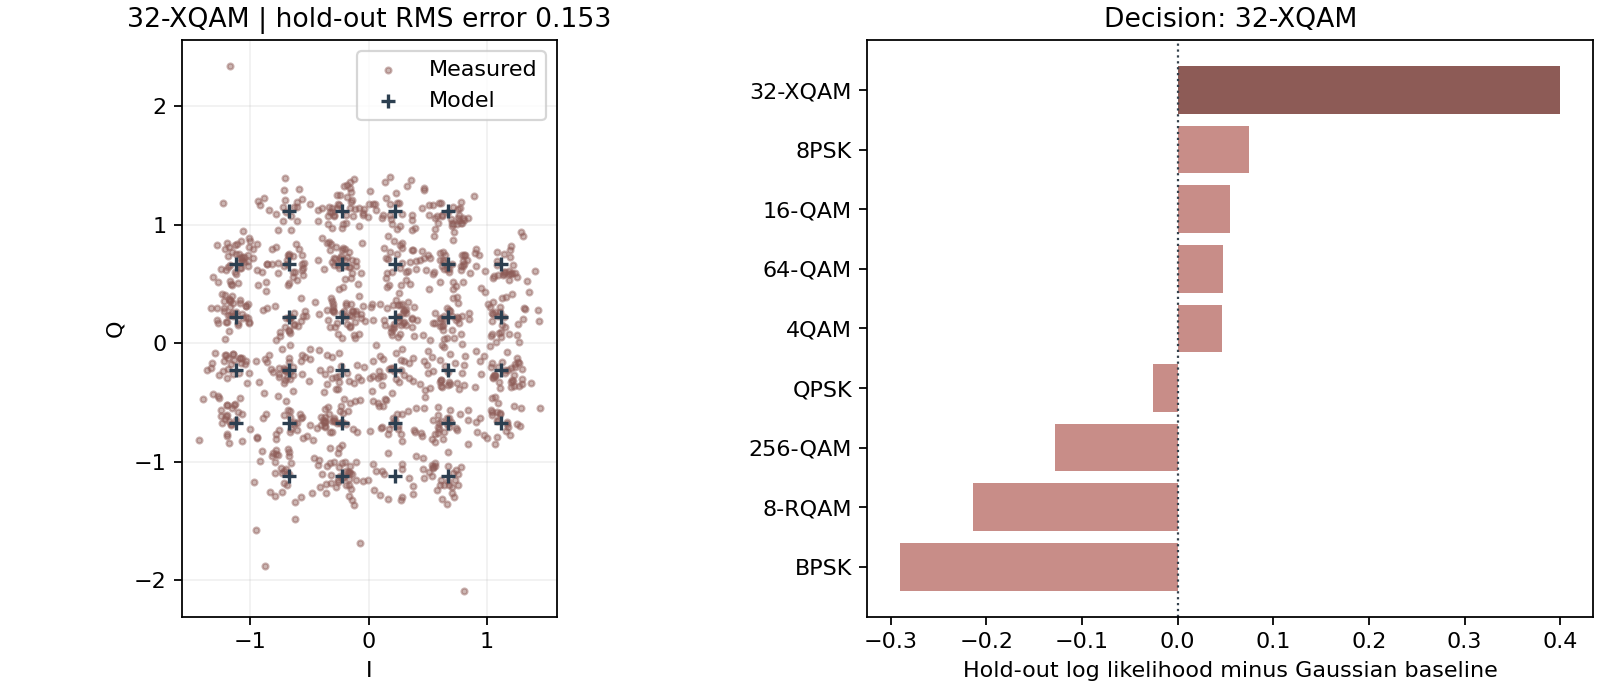 32-XQAM | hold-out RMS error 0.153
Measured
Model
2
1
0
−1
−2
Q
−1
0
1
I
Decision: 32-XQAM
32-XQAM
8PSK
16-QAM
64-QAM
4QAM
QPSK
256-QAM
8-RQAM
BPSK
−0.3
−0.2
−0.1
0.0
0.1
0.2
0.3
0.4
Hold-out log likelihood minus Gaussian baseline